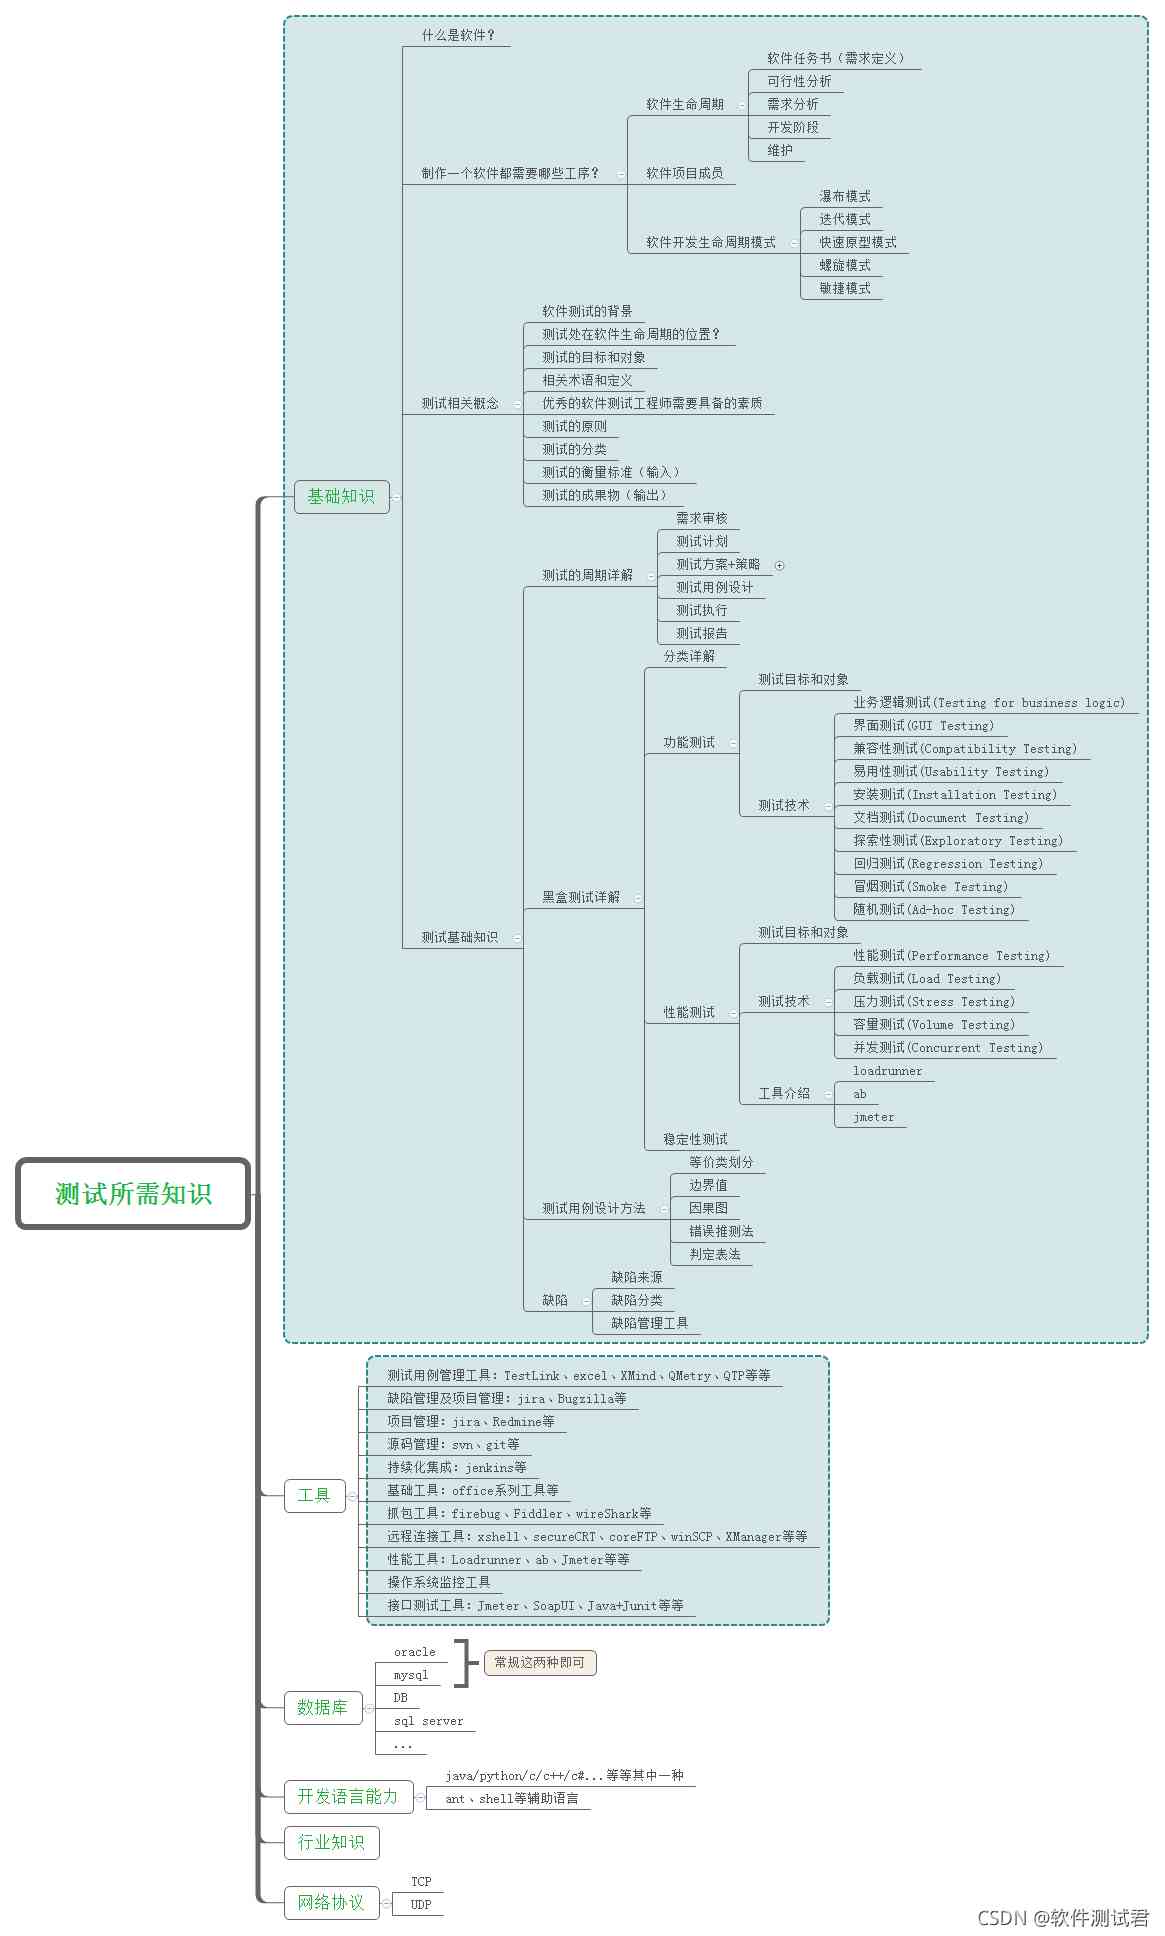 什么是软件？
软件任务书（需求定义）
可行性分析
软件生命周期
需求分析
开发阶段
维护
制作一个软件都需要哪些工序？
软件项目成员
瀑布模式
迭代模式
软件开发生命周期模式
快速原型模式
螺旋模式
敏捷模式
软件测试的背景
测试处在软件生命周期的位置？
测试的目标和对象
相关术语和定义
测试相关概念
优秀的软件测试工程师需要具备的素质
测试的原则
测试的分类
测试的衡量标准（输入）
测试的成果物（输出）
基础知识
需求审核
测试计划
测试方案+策略
测试的周期详解
测试用例设计
测试执行
测试报告
分类详解
测试目标和对象
业务逻辑测试(Testing for business logic)
界面测试(GUI Testing)
功能测试
兼容性测试(Compatibility Testing)
易用性测试(Usability Testing)
安装测试(Installation Testing)
测试技术
文档测试(Document Testing)
探索性测试(Exploratory Testing)
回归测试(Regression Testing)
冒烟测试(Smoke Testing)
黑盒测试详解
随机测试(Ad-hoc Testing)
测试基础知识
测试目标和对象
性能测试(Performance Testing)
负载测试(Load Testing)
测试技术
压力测试(Stress Testing)
性能测试
容量测试(Volume Testing)
并发测试(Concurrent Testing)
loadrunner
工具介绍
ab
jmeter
稳定性测试
等价类划分
边界值
测试用例设计方法
因果图
错误推测法
判定表法
缺陷来源
缺陷
缺陷分类
缺陷管理工具
测试所需知识
测试用例管理工具：TestLink、excel、XMind、QMetry、QTP等等
缺陷管理及项目管理：jira、Bugzilla等
项目管理：jira、Redmine等
源码管理：svn、git等
持续化集成：jenkins等
基础工具：office系列工具等
工具
抓包工具：firebug、Fiddler、wireShark等
远程连接工具：xshell、secureCRT、coreFTP、winSCP、XManager等等
性能工具：Loadrunner、ab、Jmeter等等
操作系统监控工具
接口测试工具：Jmeter、SoapUI、Java+Junit等等
oracle
常规这两种即可
mysql
DB
数据库
sql server
...
java/python/c/c++/c#...等等其中一种
开发语言能力
ant、shell等辅助语言
行业知识
TCP
网络协议
UDP
CSDN @软件测试君